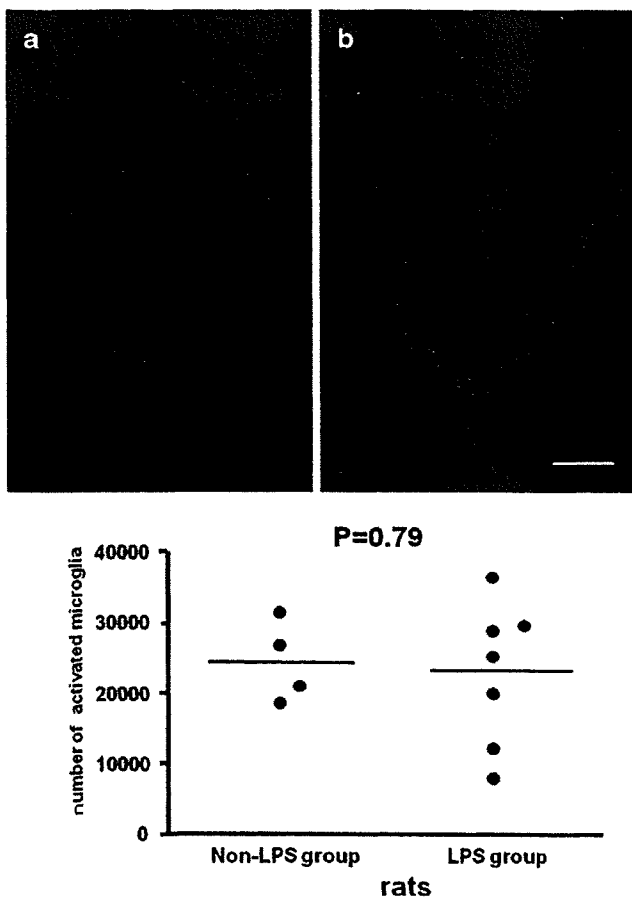 a
b
P=0.79
40000
30000
20000
10000
0
number of activated microglia
Non-LPS group
LPS group
rats